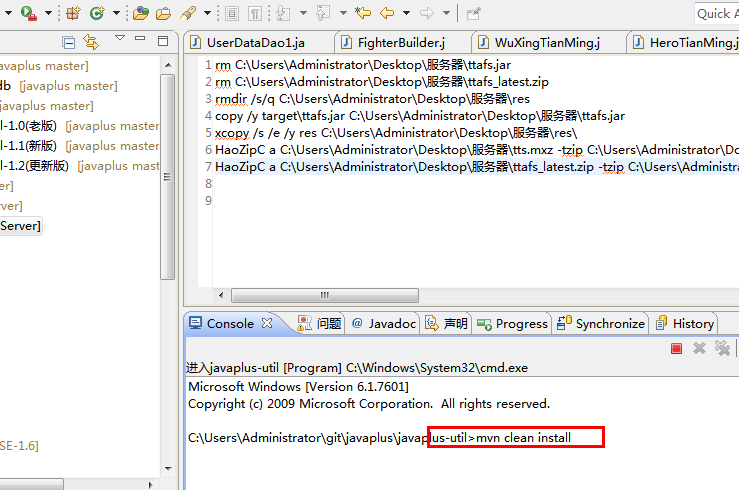 Quick A
UserDataDao1.ja
FighterBuilder.j
WuXingTianMing.j
HeroTianMing.j
javaplus master]
db [javaplus master]
l-1.0(老版) [javaplus master]
l-1.1(新版) [javaplus master
l-1.2(更新版) [javaplus mast
er]
rver]
Server]
SE-1.6]
1 rm C:\Users\Administrator\Desktop\服务器\ttafs.jar
2 rm C:\Users\Administrator\Desktop\服务器\ttafs_latest.zip
3 rmdir /s/q C:\Users\Administrator\Desktop\服务器\res
4 copy /y target\ttafs.jar C:\Users\Administrator\Desktop\服务器\ttafs.jar
5 xcopy /s /e /y res C:\Users\Administrator\Desktop\服务器\res\
6 HaoZipC a C:\Users\Administrator\Desktop\服务器\tts.mxz -tzip C:\Users\Administrator\Do
7 HaoZipC a C:\Users\Administrator\Desktop\服务器\ttafs_latest.zip -tzip C:\Users\Administra
8
9
Console
问题
@ Javadoc
声明
Progress
Synchronize
History
进入javaplus-util [Program] C:\Windows\System32\cmd.exe
Microsoft Windows [Version 6.1.7601]
Copyright (c) 2009 Microsoft Corporation.  All rights reserved.
C:\Users\Administrator\git\javaplus\javaplus-util>mvn clean install